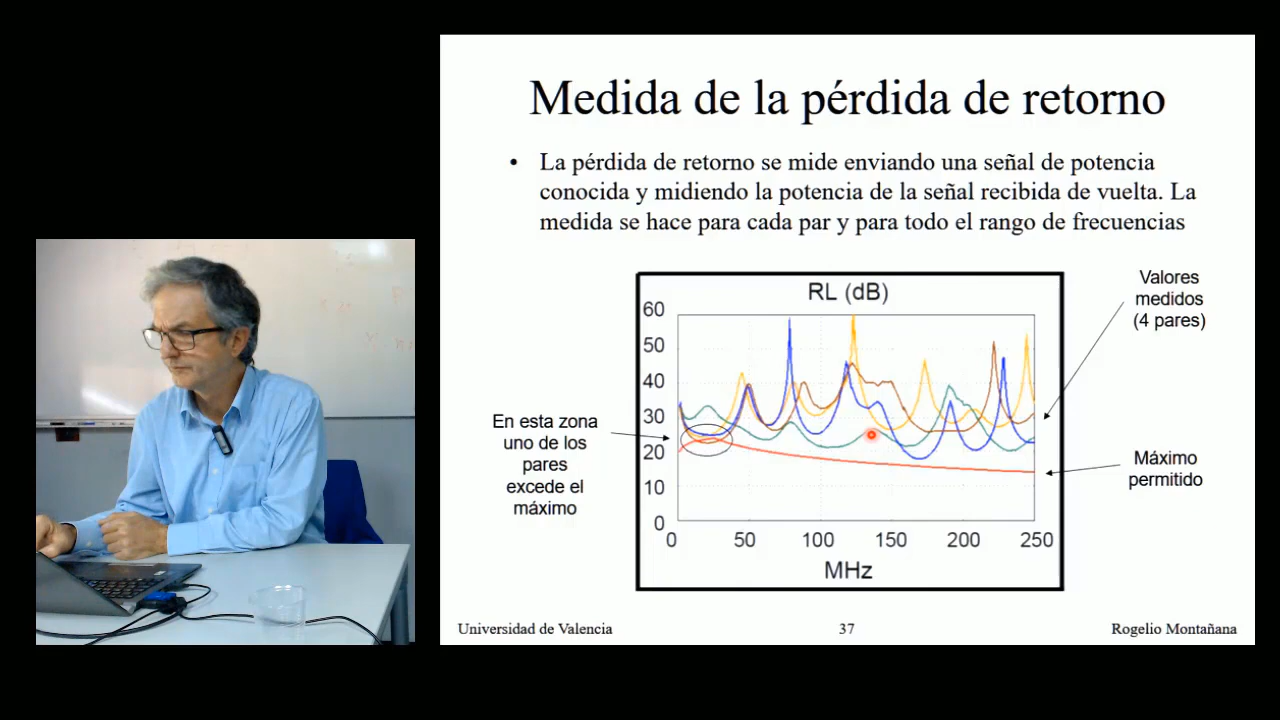 Medida de la pérdida de retorno
• La pérdida de retorno se mide enviando una señal de potencia
conocida y midiendo la potencia de la señal recibida de vuelta. La
medida se hace para cada par y para todo el rango de frecuencias
RL (dB)
60
50
40
30
20
10
0
0 50 100 150 200 250
MHz
Valores
medidos
(4 pares)
En esta zona
uno de los
pares
excede el
máximo
Máximo
permitido
Universidad de Valencia 37 Rogelio Montañana